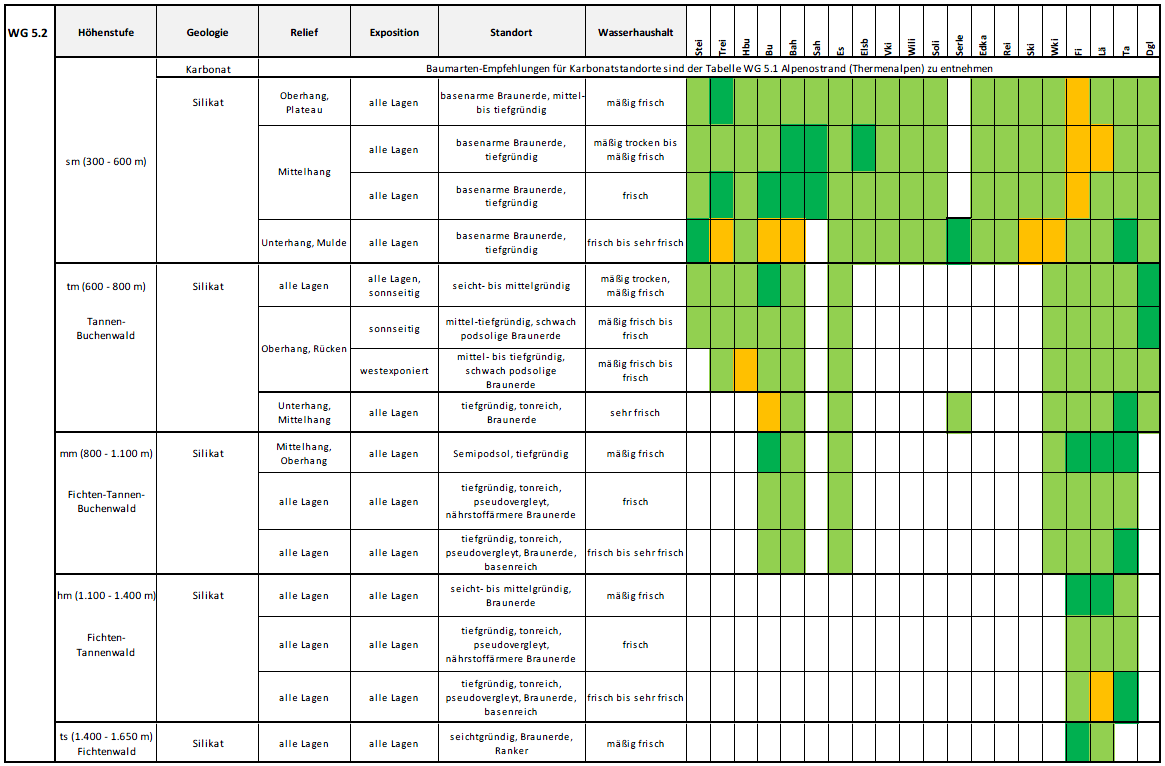 WG 5.2 Höhenstufe Geologie Relief Exposition Standort Wasserhaushalt Stei Trei Hbu Bu Bah Sah Es Elsb Vki Wili Soli Serle Edka Rei Ski Wki Fi Lä Ta Dgl
Karbonat Baumarten-Empfehlungen für Karbonatstandorte sind der Tabelle WG 5.1 Alpenostrand (Thermenalpen) zu entnehmen
sm (300 - 600 m)
Silikat
Oberhang,
Plateau
alle Lagen
basenarme Braunerde, mittel-
bis tiefgründig
mäßig frisch
Mittelhang
alle Lagen
basenarme Braunerde,
tiefgründig
mäßig trocken bis
mäßig frisch
alle Lagen
basenarme Braunerde,
tiefgründig
frisch
Unterhang, Mulde
alle Lagen
basenarme Braunerde,
tiefgründig
frisch bis sehr frisch
tm (600 - 800 m)
Tannen-
Buchenwald
Silikat
alle Lagen
alle Lagen,
sonnseitig
seicht- bis mittelgründig
mäßig trocken,
mäßig frisch
Oberhang, Rücken
sonnseitig
mittel-tiefgründig, schwach
podsolige Braunerde
mäßig frisch bis
frisch
westexponiert
mittel- bis tiefgründig,
schwach podsolige
Braunerde
mäßig frisch bis
frisch
Unterhang,
Mittelhang
alle Lagen
tiefgründig, tonreich,
Braunerde
sehr frisch
mm (800 - 1.100 m)
Fichten-Tannen-
Buchenwald
Silikat
Mittelhang,
Oberhang
alle Lagen
Semipodsol, tiefgründig
mäßig frisch
alle Lagen
alle Lagen
tiefgründig, tonreich,
pseudovergleyt,
nährstoffärmere Braunerde
frisch
alle Lagen
alle Lagen
tiefgründig, tonreich,
pseudovergleyt, Braunerde,
basenreich
frisch bis sehr frisch
hm (1.100 - 1.400 m)
Fichten-
Tannenwald
Silikat
alle Lagen
alle Lagen
seicht- bis mittelgründig,
Braunerde
mäßig frisch
alle Lagen
alle Lagen
tiefgründig, tonreich,
pseudovergleyt,
nährstoffärmere Braunerde
frisch
alle Lagen
alle Lagen
tiefgründig, tonreich,
pseudovergleyt, Braunerde,
basenreich
frisch bis sehr frisch
ts (1.400 - 1.650 m)
Fichtenwald
Silikat
alle Lagen
alle Lagen
seichtgründig, Braunerde,
Ranker
mäßig frisch